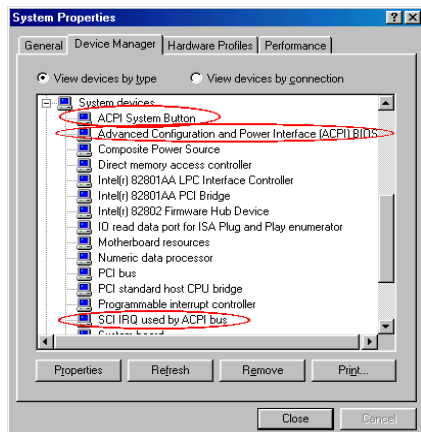 System Properties
General Device Manager Hardware Profiles Performance
View devices by type View devices by connection
System devices
ACPI System Button
Advanced Configuration and Power Interface (ACPI) BIOS
Composite Power Source
Direct memory access controller
Intel(r) 82801AA LPC Interface Controller
Intel(r) 82801AA PCI Bridge
Intel(r) 82802 Firmware Hub Device
IO read data port for ISA Plug and Play enumerator
Motherboard resources
Numeric data processor
PCI bus
PCI standard host CPU bridge
Programmable interrupt controller
SCI IRQ used by ACPI bus
System board
Properties Refresh Remove Print...
Close Cancel